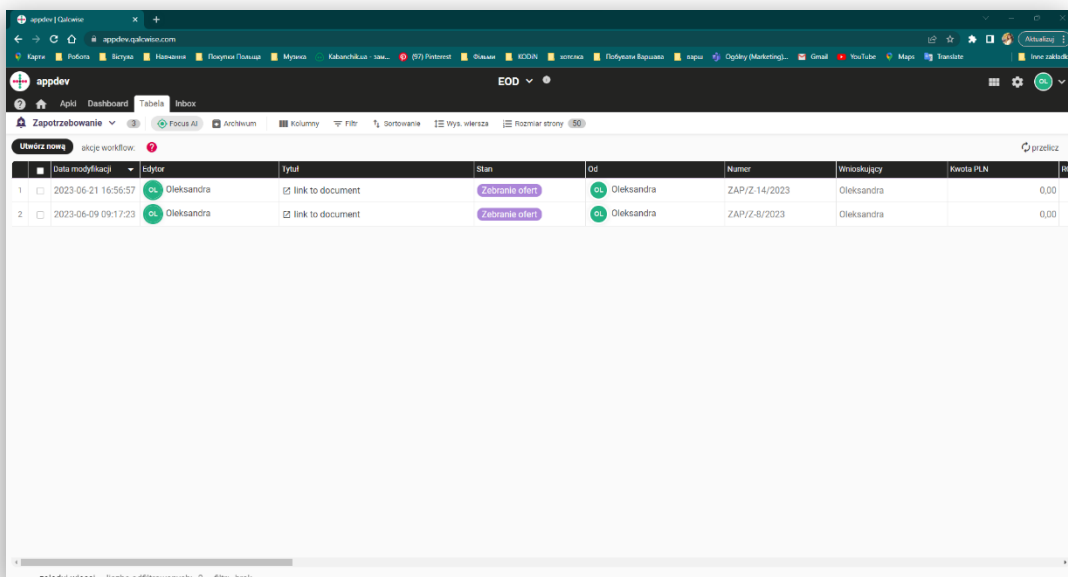 appdev | Qalcwise
appdev.qalcwise.com Aktualizuj
Карти Робота Вістула Навчання Покупки Польща Музика Kabanchik.ua - зам... (97) Pinterest Фільми KODiN Побувати Варшава Ogólny (Marketing)... Gmail YouTube Maps Translate Inne zakładk
appdev EOD
Apki Dashboard Tabela Inbox
Zapotrzebowanie 3 Focus AI Archiwum Kolumny Filtr Sortowanie Wys. wiersza Rozmiar strony 50
Utwórz nową akcje workflow: ? przelicz
Data modyfikacji Edytor Tytuł Stan Od Numer Wnioskujący Kwota PLN
1 2023-06-21 16:56:57 OL Oleksandra link to document Zebranie ofert OL Oleksandra ZAP/Z-14/2023 Oleksandra 0,00
2 2023-06-09 09:17:23 OL Oleksandra link to document Zebranie ofert OL Oleksandra ZAP/Z-8/2023 Oleksandra 0,00